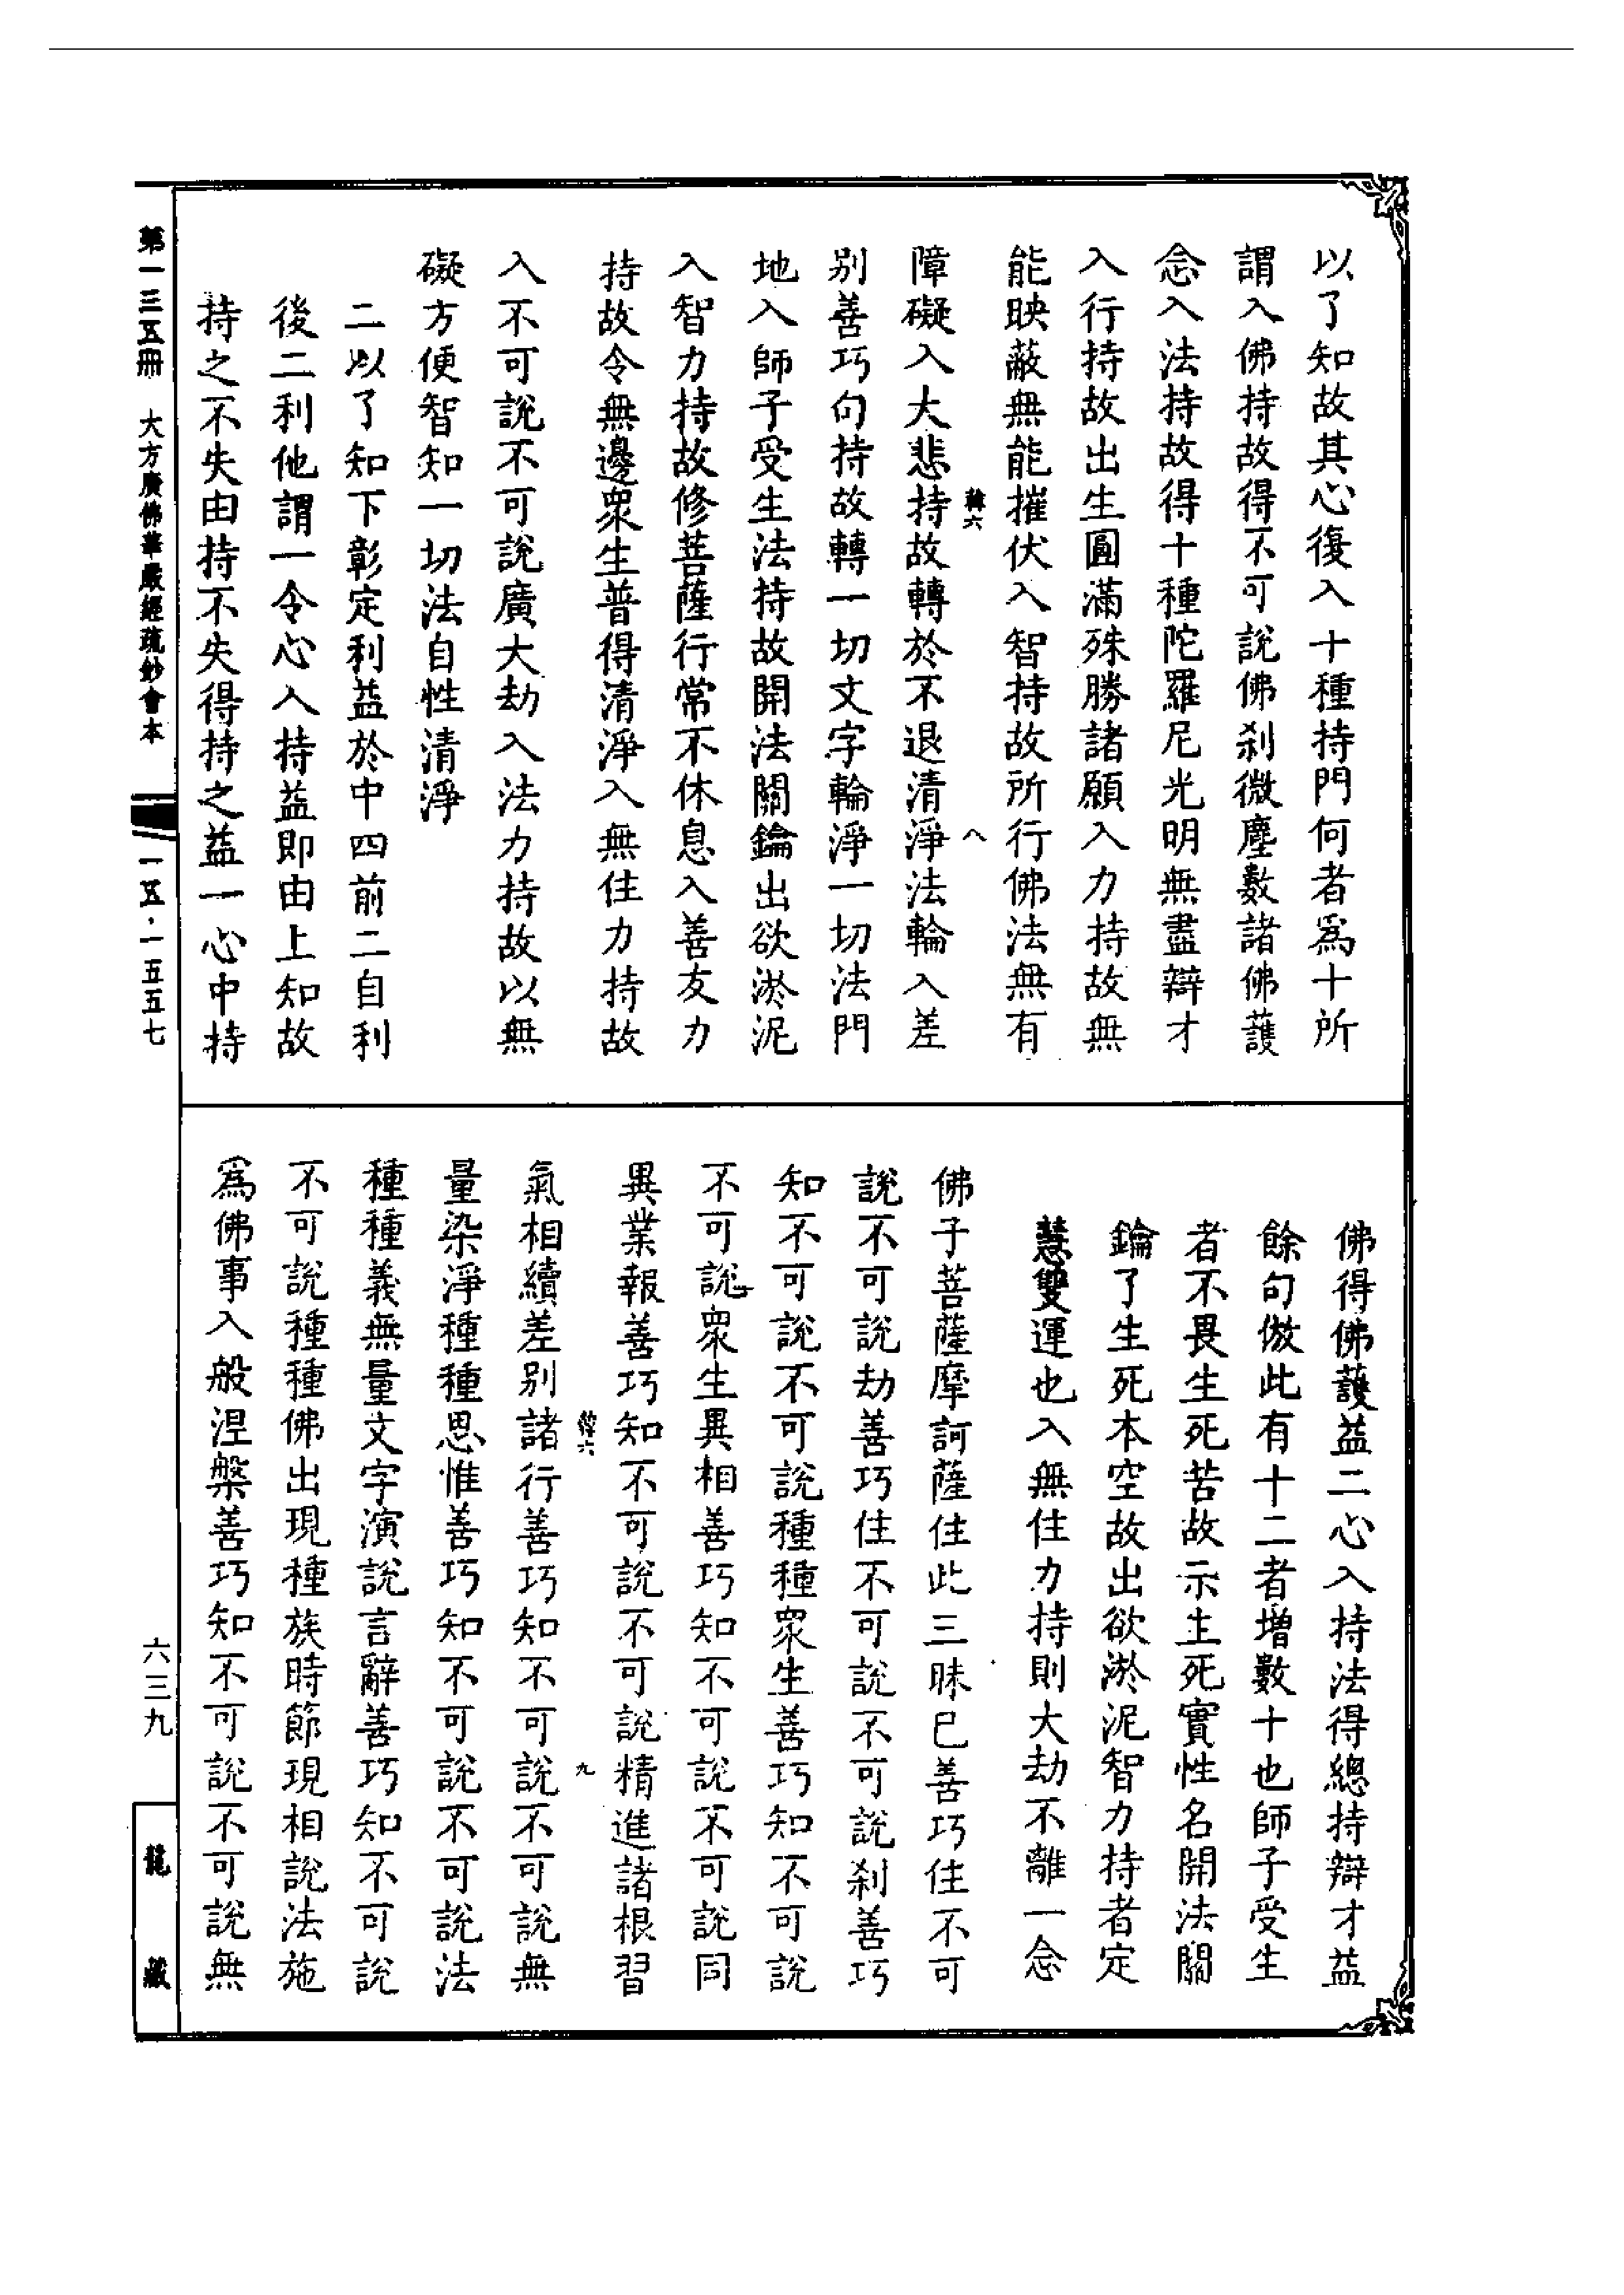 以了知故其心復入十種持門何者爲十所
謂入佛持故得不可說佛刹微塵數諸佛護
念入法持故得十種陀羅尼光明無盡辯才
入行持故出生圓滿殊勝諸願入力持故無
能映蔽無能摧伏入智持故所行佛法無有
韓六
八
障礙入大悲持故轉於不退清淨法輪入差
別善巧句持故轉一切文字輪淨一切法門
地入師子受生法持故開法關鑰出欲淤泥
入智力持故修菩薩行常不休息入善友力
持故令無邊衆生普得清淨入無住力持故
入不可說不可說廣大劫入法力持故以無
礙方便智知一切法自性清淨
二以了知下彰定利益於中四前二自利
後二利他謂一令心入持益即由上知故
持之不失由持不失得持之益一心中持
佛得佛護益二心入持法得總持辯才益
餘句倣此有十二者增數十也師子受生
者不畏生死苦故示生死實性名開法關
鑰了生死本空故出欲淤泥智力持者定
慧雙運也入無住力持則大劫不離一念
佛子菩薩摩訶薩住此三昧已善巧住不可
說不可說劫善巧住不可說不可說刹善巧
知不可說不可說種種衆生善巧知不可說
不可說衆生異相善巧知不可說不可說同
異業報善巧知不可說不可說精進諸根習
韓六
九
氣相續差別諸行善巧知不可說不可說無
量染淨種種思惟善巧知不可說不可說法
種種義無量文字演說言辭善巧知不可說
不可說種種佛出現種族時節現相說法施
爲佛事入般涅槃善巧知不可說不可說無
第一三五冊　大方廣佛華嚴經疏鈔會本
一五·一五五七
六三九
龍藏